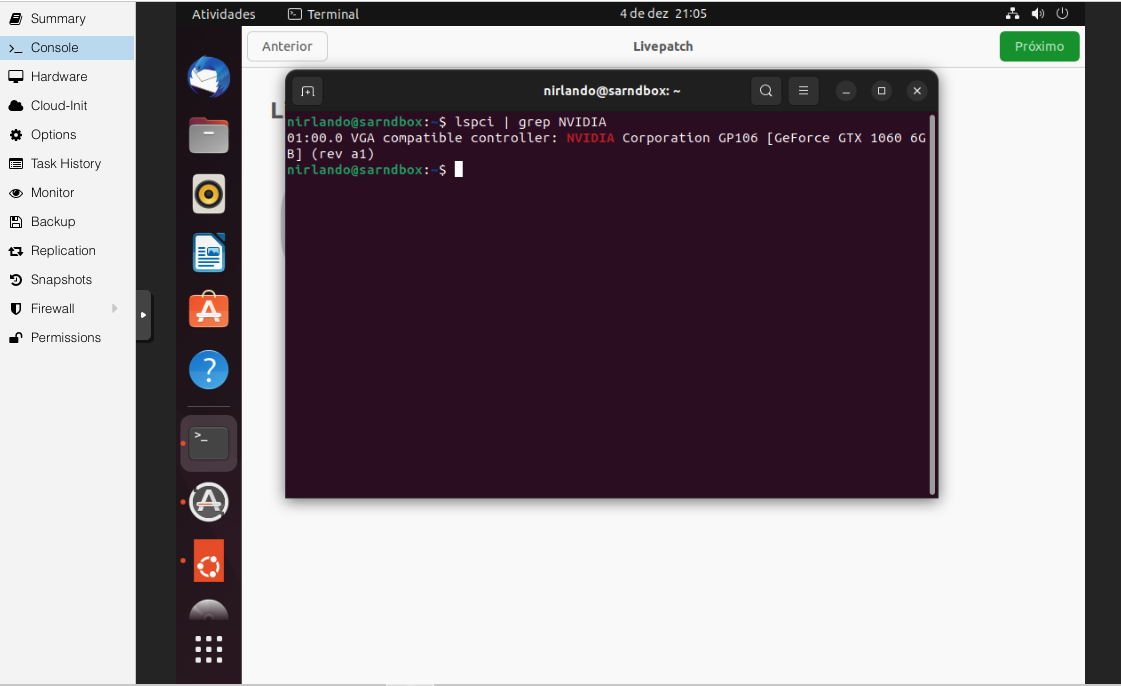 Summary
Console
Hardware
Cloud-Init
Options
Task History
Monitor
Backup
Replication
Snapshots
Firewall
Permissions
Atividades
Terminal
4 de dez 21:05
Anterior
Livepatch
Próximo
nirlando@sarndbox: ~
nirlando@sarndbox:~$ lspci | grep NVIDIA
01:00.0 VGA compatible controller: NVIDIA Corporation GP106 [GeForce GTX 1060 6G
B] (rev a1)
nirlando@sarndbox:~$